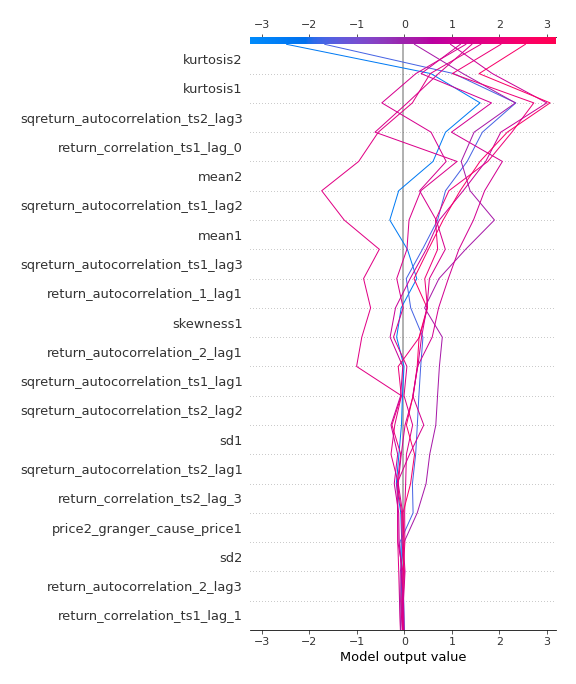 −3 −2 −1 0 1 2 3
kurtosis2
kurtosis1
sqreturn_autocorrelation_ts2_lag3
return_correlation_ts1_lag_0
mean2
sqreturn_autocorrelation_ts1_lag2
mean1
sqreturn_autocorrelation_ts1_lag3
return_autocorrelation_1_lag1
skewness1
return_autocorrelation_2_lag1
sqreturn_autocorrelation_ts1_lag1
sqreturn_autocorrelation_ts2_lag2
sd1
sqreturn_autocorrelation_ts2_lag1
return_correlation_ts2_lag_3
price2_granger_cause_price1
sd2
return_autocorrelation_2_lag3
return_correlation_ts1_lag_1
−3 −2 −1 0 1 2 3
Model output value